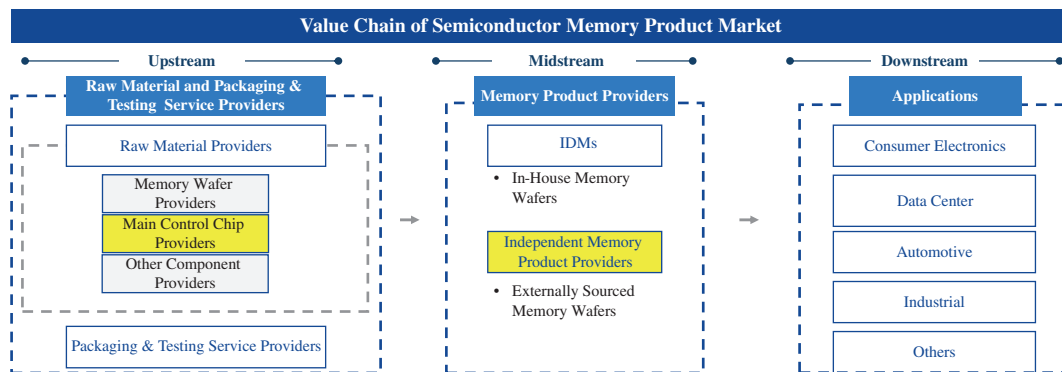 Value Chain of Semiconductor Memory Product Market
Upstream
Midstream
Downstream
Raw Material and Packaging &
Testing Service Providers
Raw Material Providers
Memory Wafer
Providers
Main Control Chip
Providers
Other Component
Providers
Packaging & Testing Service Providers
Memory Product Providers
IDMs
• In-House Memory
Wafers
Independent Memory
Product Providers
• Externally Sourced
Memory Wafers
Applications
Consumer Electronics
Data Center
Automotive
Industrial
Others